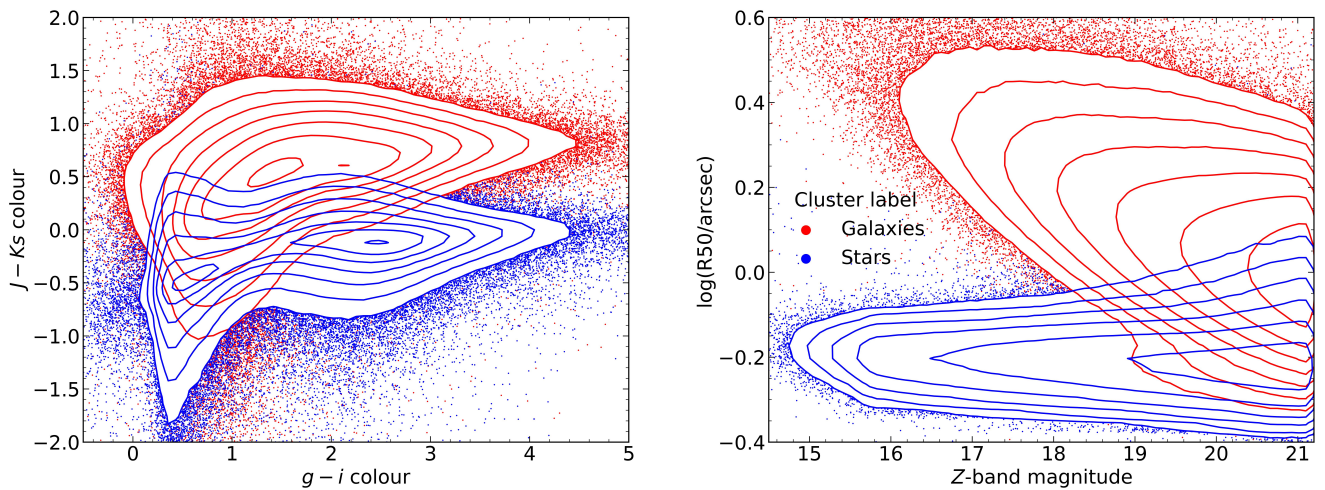 2.0
1.5
1.0
0.5
0.0
−0.5
−1.0
−1.5
−2.0
J − Ks colour
0 1 2 3 4 5
g − i colour
0.6
0.4
0.2
0.0
−0.2
−0.4
log(R50/arcsec)
Cluster label
Galaxies
Stars
15 16 17 18 19 20 21
Z-band magnitude